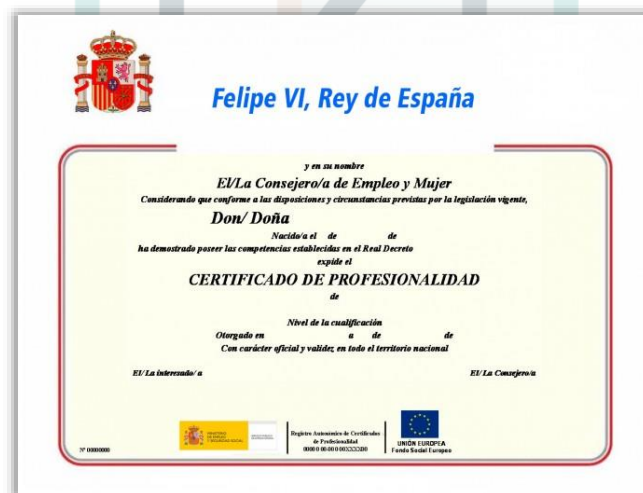 Felipe VI, Rey de España
y en su nombre
El/La Consejero/a de Empleo y Mujer
Considerando que conforme a las disposiciones y circunstancias previstas por la legislación vigente,
Don/ Doña
Nacido/a el de de
ha demostrado poseer las competencias establecidas en el Real Decreto
expide el
CERTIFICADO DE PROFESIONALIDAD
de
Nivel de la cualificación
Otorgado en a de de
Con carácter oficial y validez, en todo el territorio nacional
El/ La interesado/ a El/ La Consejero/a
Registro Autonómico de Certificados
de Profesionalidad
UNIÓN EUROPEA
Fondo Social Europeo
Nº 0000000